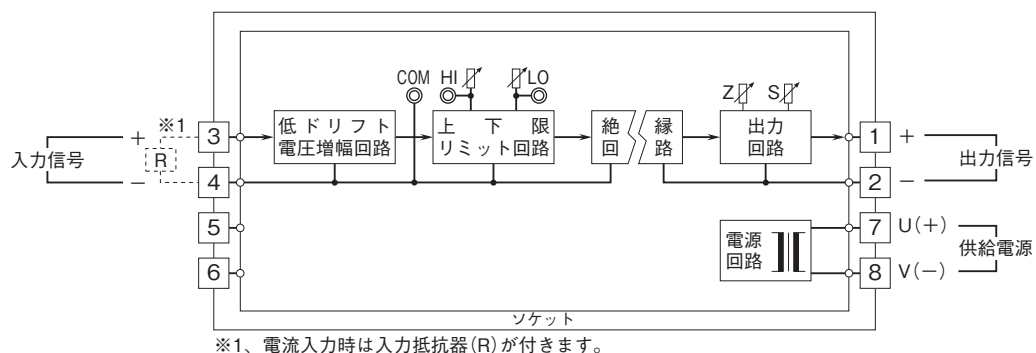 COM
HI
LO
Z
S
※1
+
R
−
入力信号
3
4
5
6
低ドリフト
電圧増幅回路
上下限
リミット回路
絶縁
回路
出力
回路
電源
回路
1
+
2
−
出力信号
7
U(+)
8
V(−)
供給電源
ソケット
※1、電流入力時は入力抵抗器(R)が付きます。